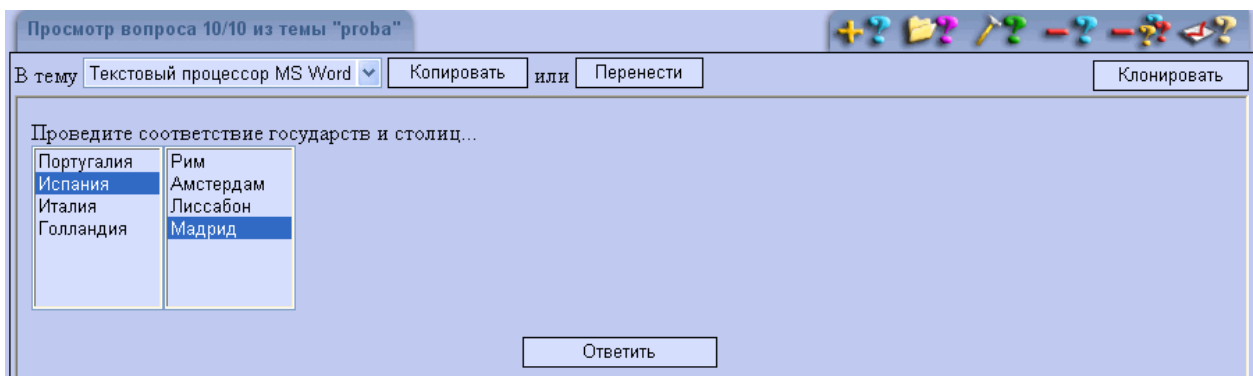 Просмотр вопроса 10/10 из темы "proba"
В тему Текстовый процессор MS Word Копировать или Перенести Клонировать
Проведите соответствие государств и столиц...
Португалия Рим
Испания Амстердам
Италия Лиссабон
Голландия Мадрид
Ответить